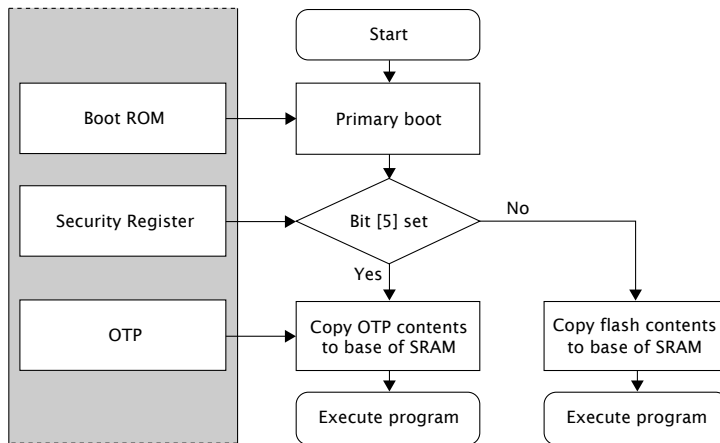 Start
Boot ROM
Primary boot
Security Register
Bit [5] set
No
Yes
OTP
Copy OTP contents
to base of SRAM
Copy flash contents
to base of SRAM
Execute program
Execute program